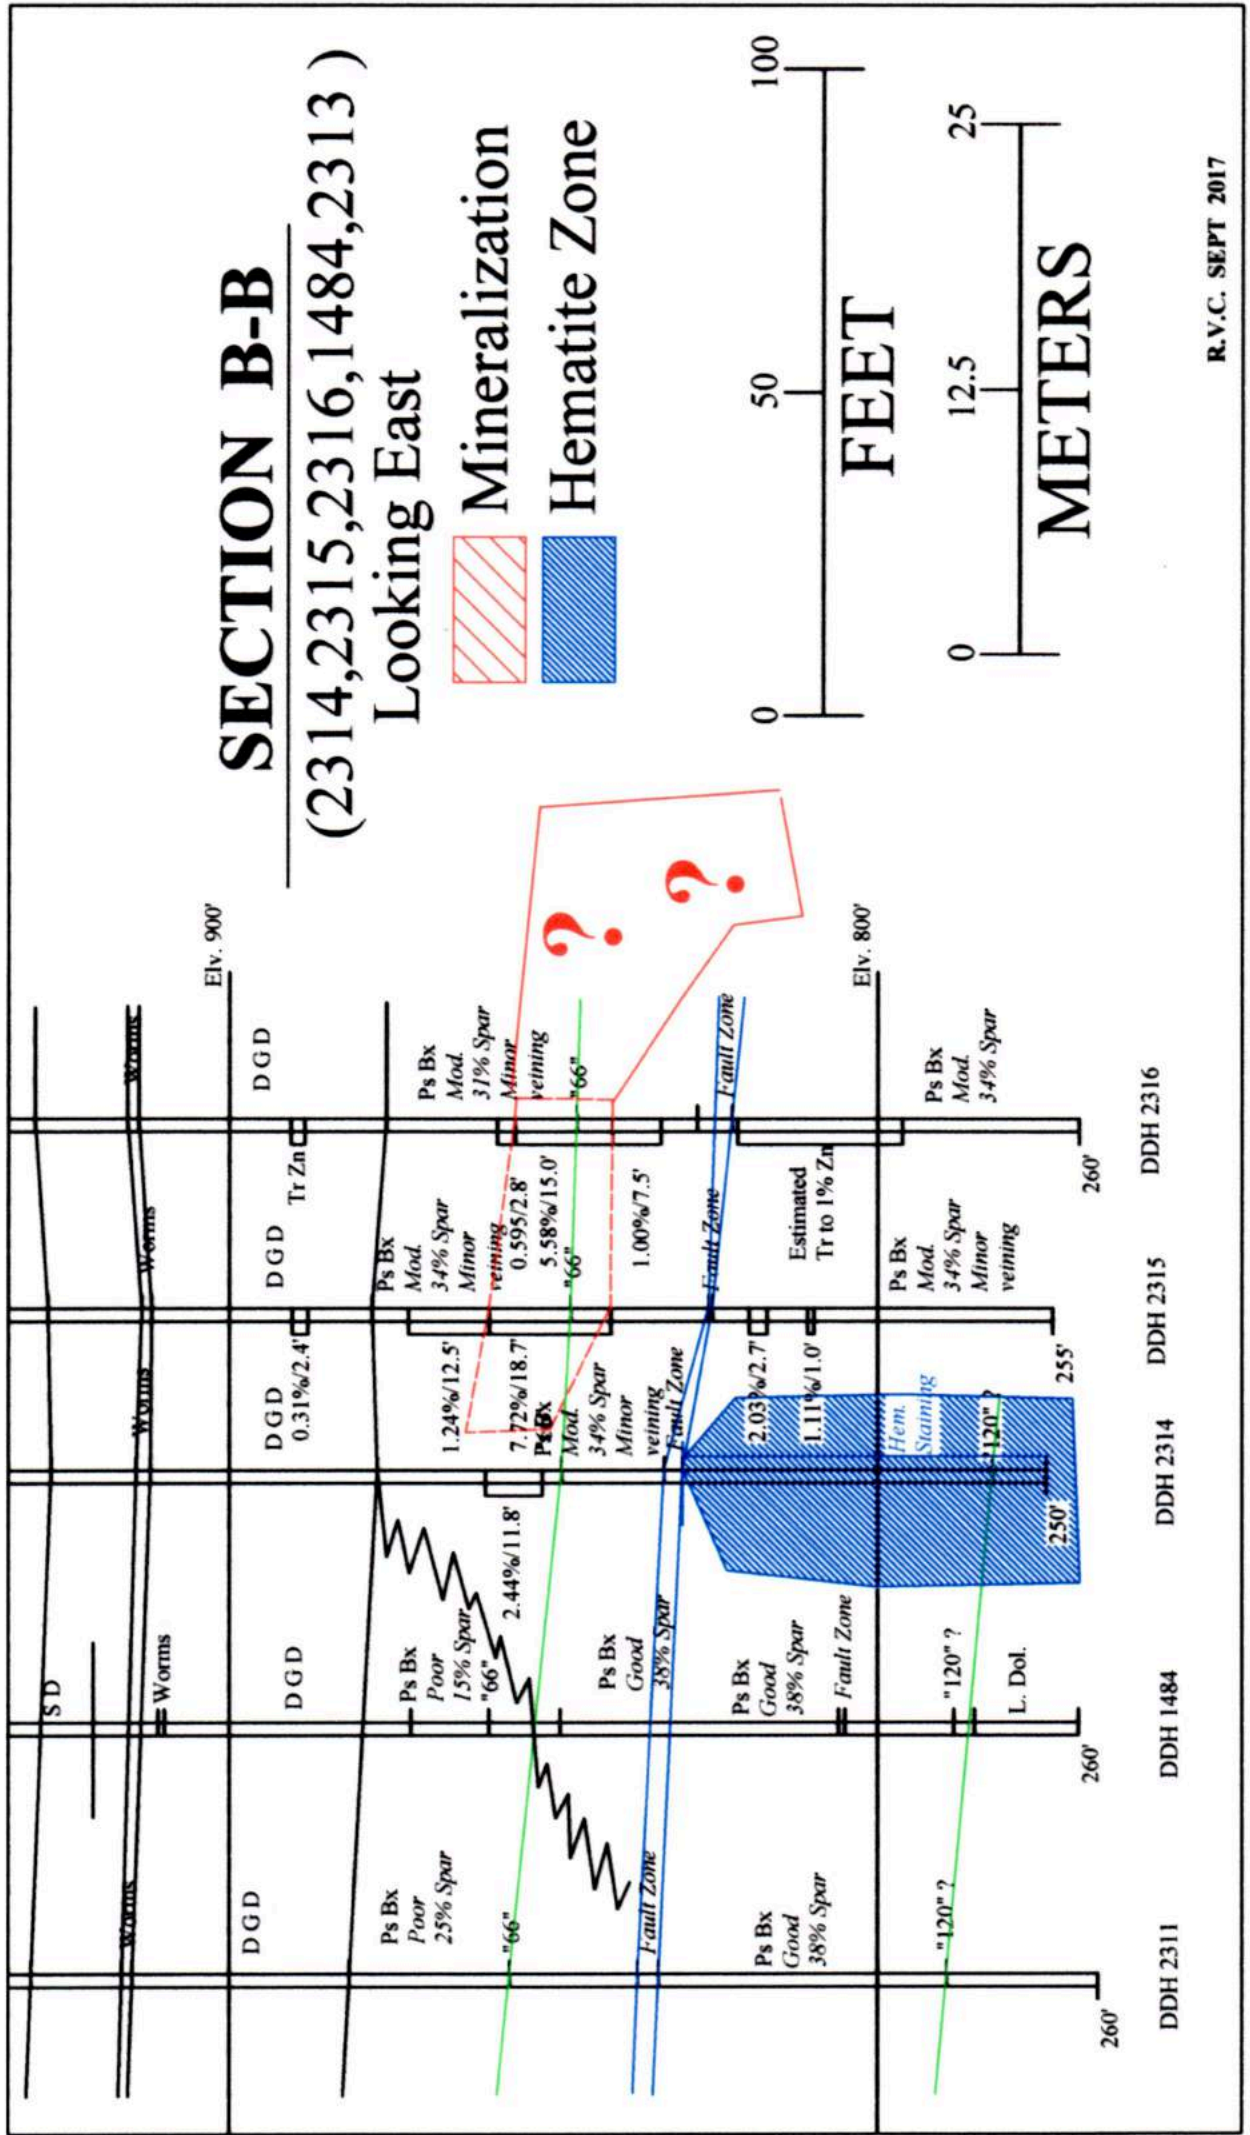 SECTION B-B
(2314,2315,2316,1484,2313 )
Looking East
Mineralization
Hematite Zone
0
50
100
FEET
0
12.5
25
METERS
R.V.C. SEPT 2017
Elv. 900'
Elv. 800'
Worms
D G D
Ps Bx
Poor
25% Spar
"66"
Fault Zone
Ps Bx
Good
38% Spar
"120" ?
260'
DDH 2311
S D
Worms
D G D
Ps Bx
Poor
15% Spar
"66"
Ps Bx
Good
38% Spar
Ps Bx
Good
38% Spar
Fault Zone
"120" ?
L. Dol.
260'
DDH 1484
Worms
D G D
2.44%/11.8'
Ps Bx
Mod.
34% Spar
Minor
veining
Fault Zone
Hem.
Staining
"120" ?
250'
DDH 2314
Worms
D G D
0.31%/2.4'
Ps Bx
Mod.
34% Spar
Minor
veining
1.24%/12.5'
7.72%/18.7'
"66"
Fault Zone
2.03%/2.7'
1.11%/1.0'
Ps Bx
Mod.
34% Spar
Minor
veining
255'
DDH 2315
Worms
D G D
Tr Zn
Ps Bx
Mod.
31% Spar
Minor
veining
0.595/2.8'
5.58%/15.0'
"66"
1.00%/7.5'
Fault Zone
Estimated
Tr to 1% Zn
Ps Bx
Mod.
34% Spar
260'
DDH 2316
?
?